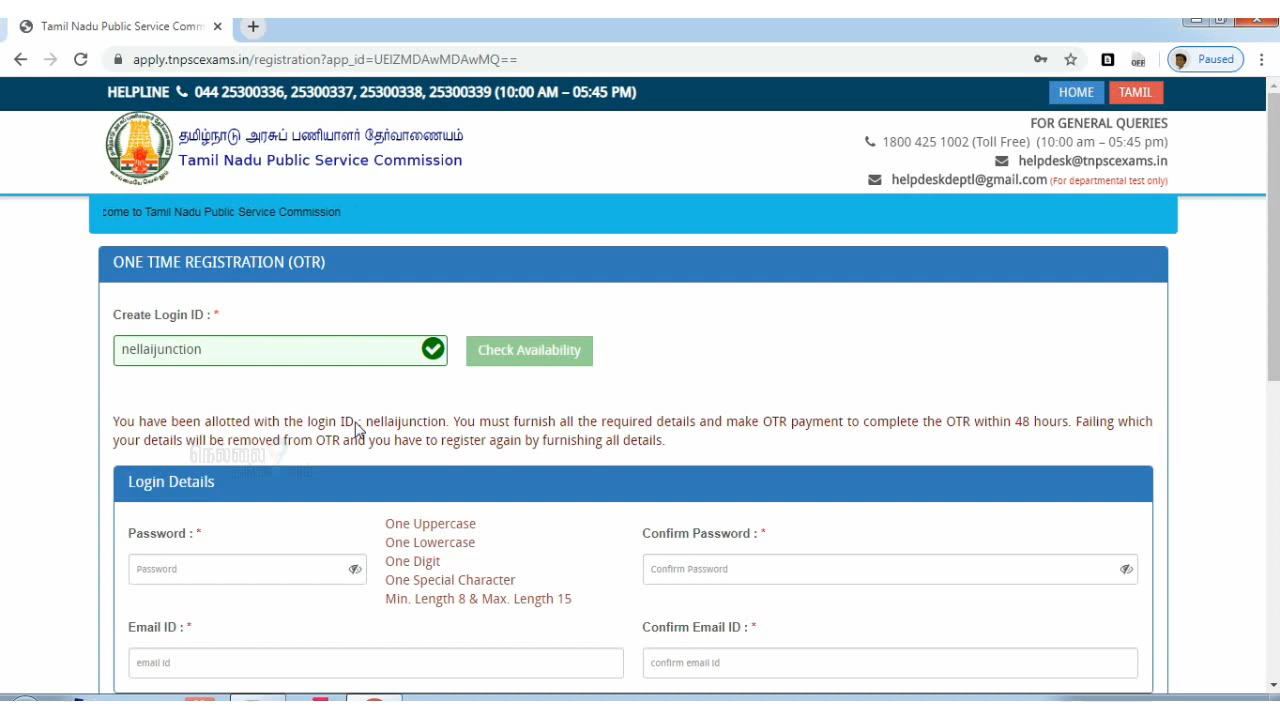 Tamil Nadu Public Service Comm
apply.tnpscexams.in/registration?app_id=UEIZMDAwMDAwMQ==
OFF
Paused
HELPLINE 044 25300336, 25300337, 25300338, 25300339 (10:00 AM – 05:45 PM)
HOME
TAMIL
தமிழ்நாடு அரசுப் பணியாளர் தேர்வாணையம்
Tamil Nadu Public Service Commission
FOR GENERAL QUERIES
1800 425 1002 (Toll Free) (10:00 am – 05:45 pm)
helpdesk@tnpscexams.in
helpdeskdeptl@gmail.com (For departmental test only)
come to Tamil Nadu Public Service Commission
ONE TIME REGISTRATION (OTR)
Create Login ID : *
nellaijunction
Check Availability
You have been allotted with the login ID : nellaijunction. You must furnish all the required details and make OTR payment to complete the OTR within 48 hours. Failing which
your details will be removed from OTR and you have to register again by furnishing all details.
நெல்லை
Login Details
Password : *
Password
One Uppercase
One Lowercase
One Digit
One Special Character
Min. Length 8 & Max. Length 15
Confirm Password : *
Confirm Password
Email ID : *
email id
Confirm Email ID : *
confirm email id